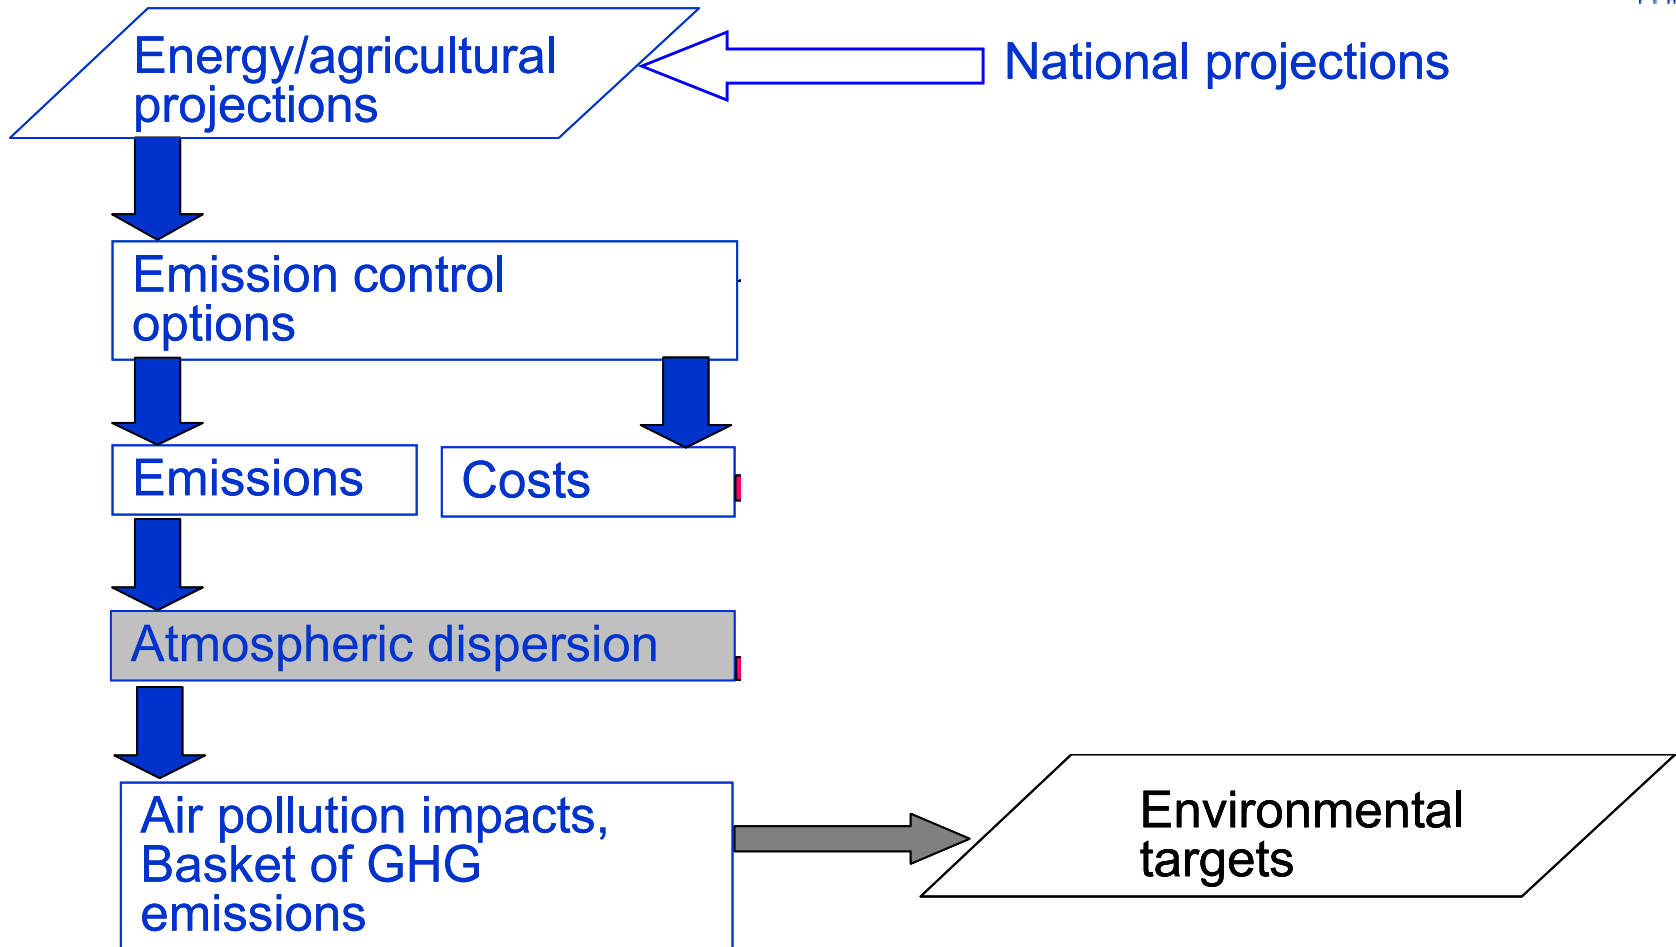 Energy/agricultural
projections
National projections
Emission control
options
Emissions
Costs
Atmospheric dispersion
Air pollution impacts,
Basket of GHG
emissions
Environmental
targets